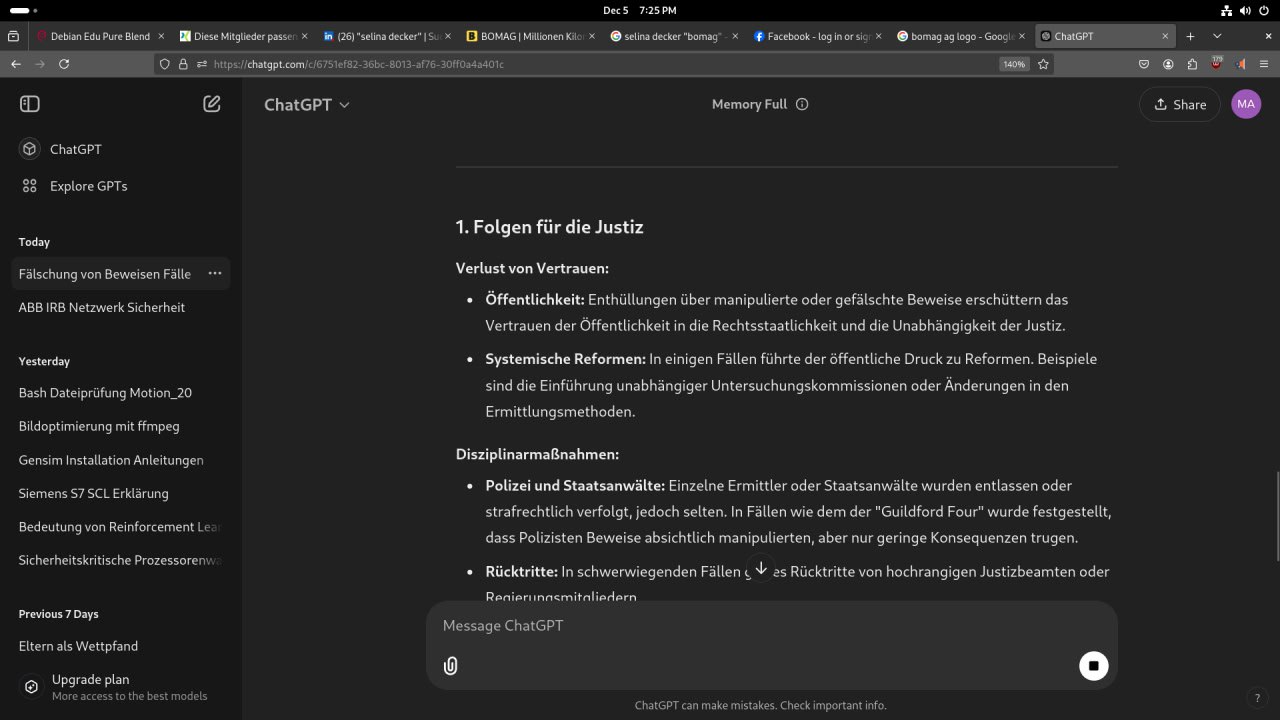 Dec 5 7:25 PM
Debian Edu Pure Blend
Diese Mitglieder passen
(26) "selina decker" | Su
BOMAG | Millionen Kilo
selina decker "bomag" -
Facebook - log in or sig
bomag ag logo - Google
ChatGPT
https://chatgpt.com/c/6751ef82-36bc-8013-af76-30ff0a4a401c
140%
179
ChatGPT
Memory Full
Share
MA
ChatGPT
Explore GPTs
Today
Fälschung von Beweisen Fälle
ABB IRB Netzwerk Sicherheit
Yesterday
Bash Dateiprüfung Motion_20
Bildoptimierung mit ffmpeg
Gensim Installation Anleitungen
Siemens S7 SCL Erklärung
Bedeutung von Reinforcement Lea
Sicherheitskritische Prozessorenwa
Previous 7 Days
Eltern als Wettpfand
Upgrade plan
More access to the best models
1. Folgen für die Justiz
Verlust von Vertrauen:
Öffentlichkeit: Enthüllungen über manipulierte oder gefälschte Beweise erschüttern das
Vertrauen der Öffentlichkeit in die Rechtsstaatlichkeit und die Unabhängigkeit der Justiz.
Systemische Reformen: In einigen Fällen führte der öffentliche Druck zu Reformen. Beispiele
sind die Einführung unabhängiger Untersuchungskommissionen oder Änderungen in den
Ermittlungsmethoden.
Disziplinarmaßnahmen:
Polizei und Staatsanwälte: Einzelne Ermittler oder Staatsanwälte wurden entlassen oder
strafrechtlich verfolgt, jedoch selten. In Fällen wie dem der "Guildford Four" wurde festgestellt,
dass Polizisten Beweise absichtlich manipulierten, aber nur geringe Konsequenzen trugen.
Rücktritte: In schwerwiegenden Fällen g es Rücktritte von hochrangigen Justizbeamten oder
Regierungsmitgliedern
Message ChatGPT
ChatGPT can make mistakes. Check important info.
?